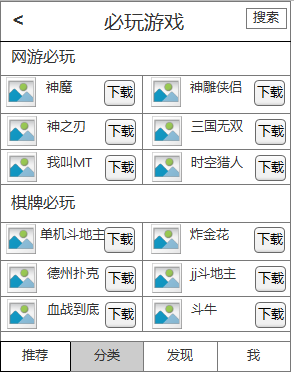 < 必玩游戏 搜索
网游必玩
神魔 下载 神雕侠侣 下载
神之刃 下载 三国无双 下载
我叫MT 下载 时空猎人 下载
棋牌必玩
单机斗地主 下载 炸金花 下载
德州扑克 下载 jj斗地主 下载
血战到底 下载 斗牛 下载
推荐 分类 发现 我